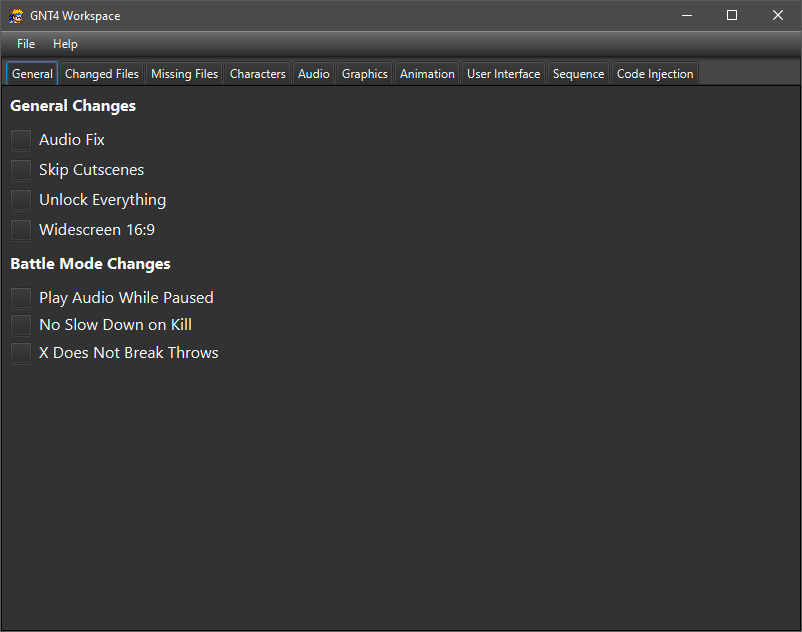 GNT4 Workspace
File Help
General Changed Files Missing Files Characters Audio Graphics Animation User Interface Sequence Code Injection
General Changes
Audio Fix
Skip Cutscenes
Unlock Everything
Widescreen 16:9
Battle Mode Changes
Play Audio While Paused
No Slow Down on Kill
X Does Not Break Throws